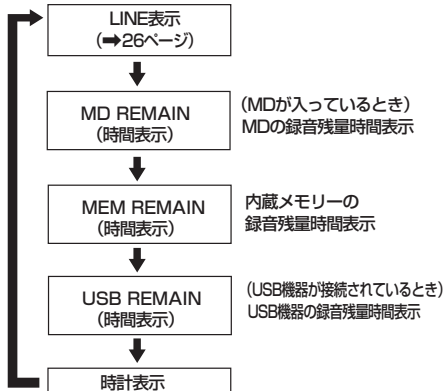 LINE表示
(➡26ページ)
MD REMAIN
(時間表示)
(MDが入っているとき)
MDの録音残量時間表示
MEM REMAIN
(時間表示)
内蔵メモリーの
録音残量時間表示
USB REMAIN
(時間表示)
(USB機器が接続されているとき)
USB機器の録音残量時間表示
時計表示